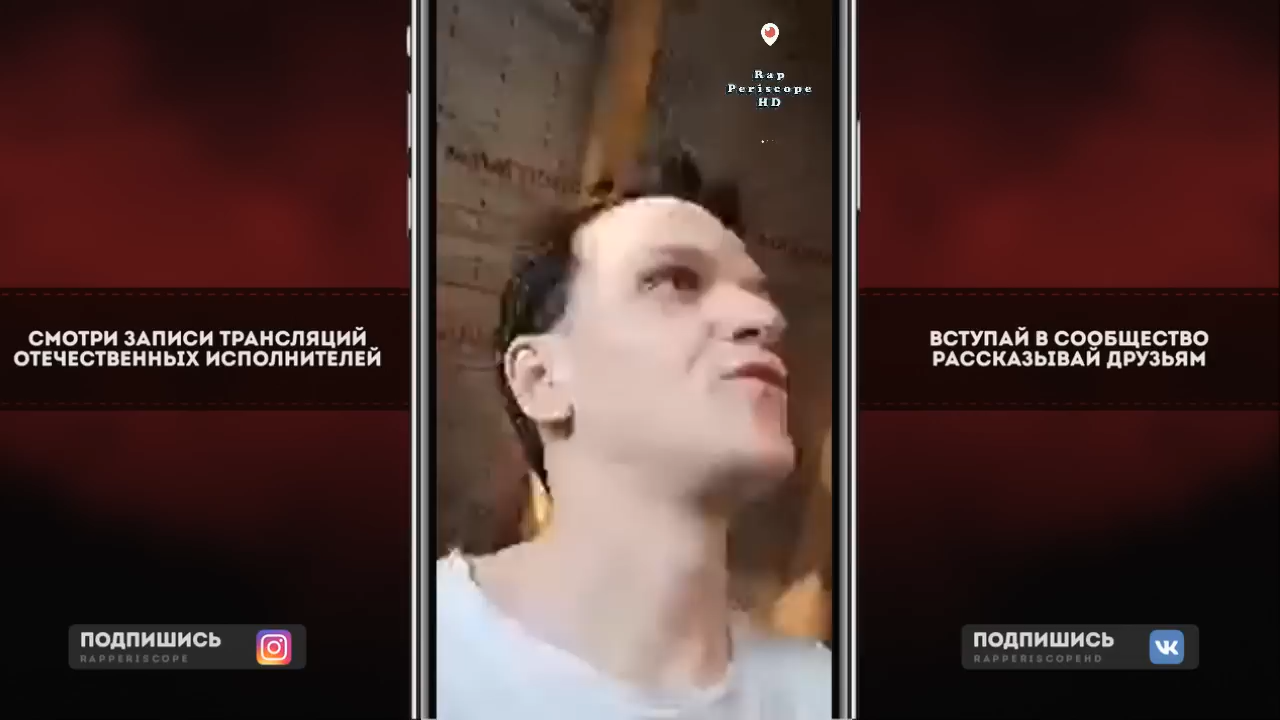 Rap
Periscope
HD
СМОТРИ ЗАПИСИ ТРАНСЛЯЦИЙ
ОТЕЧЕСТВЕННЫХ ИСПОЛНИТЕЛЕЙ
ВСТУПАЙ В СООБЩЕСТВО
РАССКАЗЫВАЙ ДРУЗЬЯМ
ПОДПИШИСЬ
RAPPERISCOPE
ПОДПИШИСЬ
RAPPERISCOPEHD